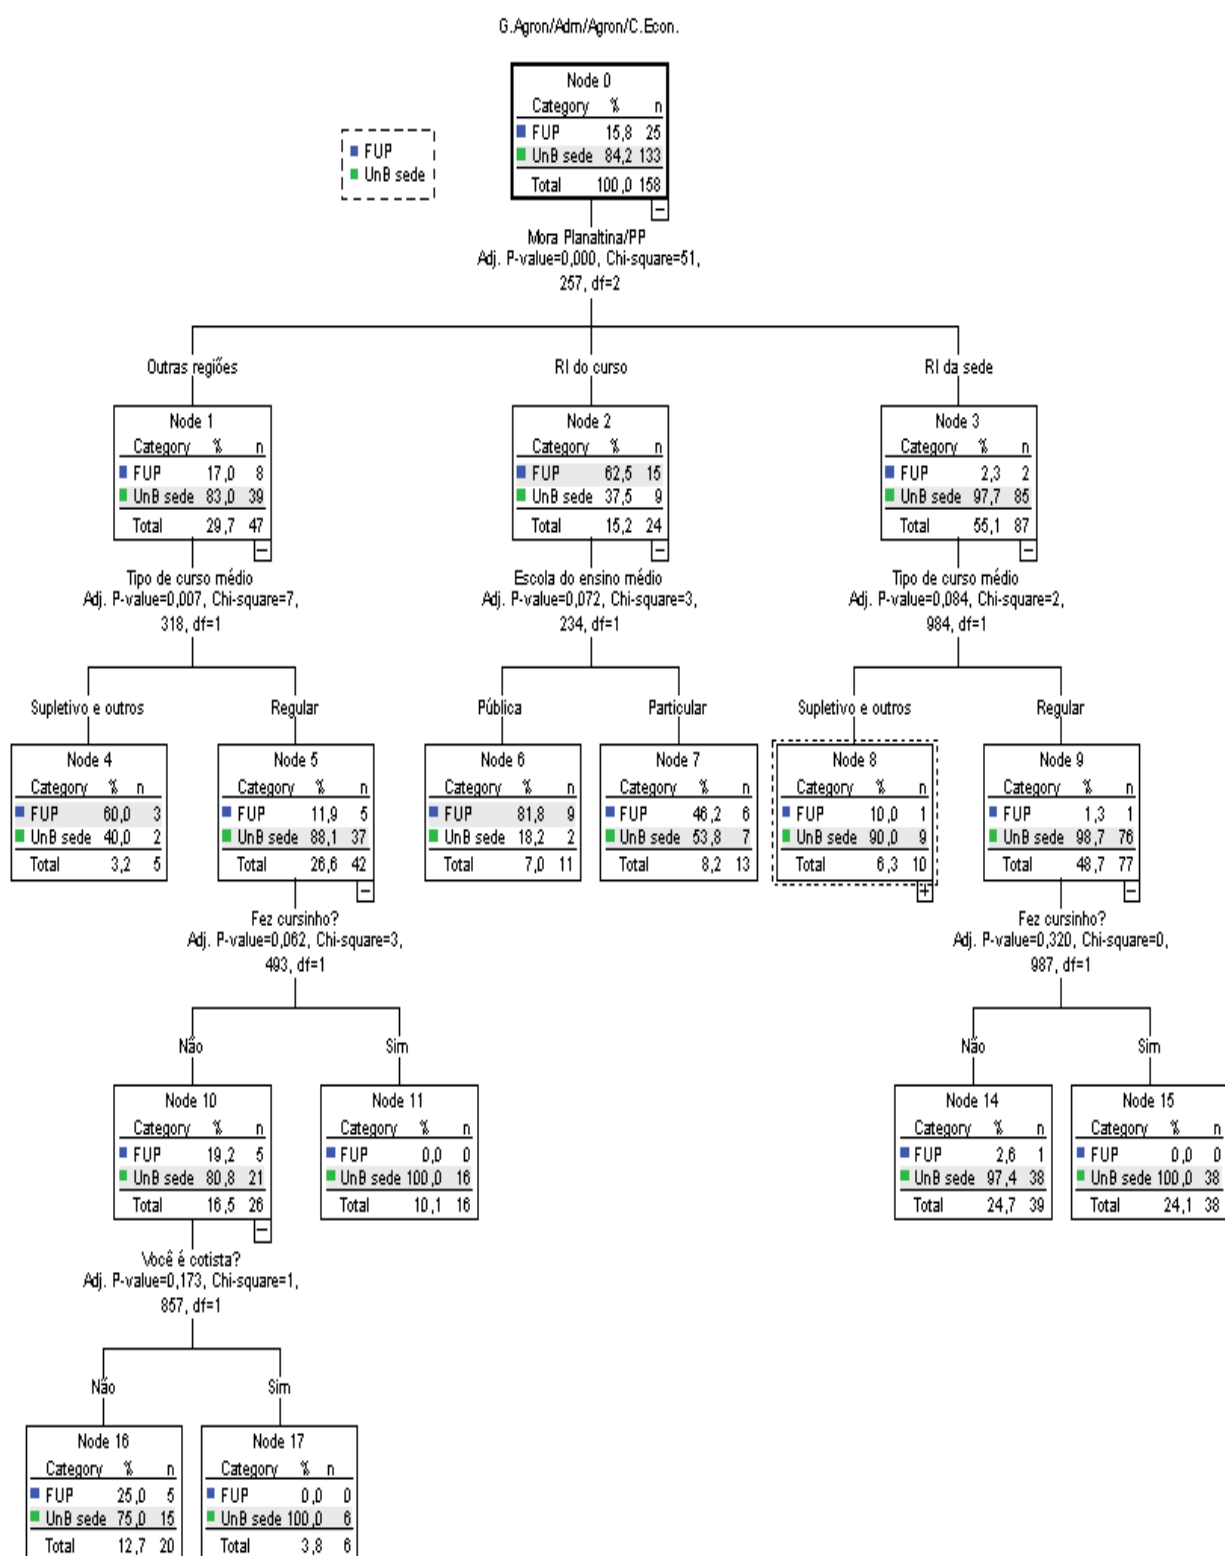 G.Agron/Adm/Agron/C.Econ.
Node 0
Category % n
FUP 15,8 25
UnB sede 84,2 133
Total 100,0 158
FUP
UnB sede
Mora Planaltina/PP
Adj. P-value=0,000, Chi-square=51,
257, df=2
Outras regiões
RI do curso
RI da sede
Node 1
Category % n
FUP 17,0 8
UnB sede 83,0 39
Total 29,7 47
Node 2
Category % n
FUP 62,5 15
UnB sede 37,5 9
Total 15,2 24
Node 3
Category % n
FUP 2,3 2
UnB sede 97,7 85
Total 55,1 87
Tipo de curso médio
Adj. P-value=0,007, Chi-square=7,
318, df=1
Escola do ensino médio
Adj. P-value=0,072, Chi-square=3,
234, df=1
Tipo de curso médio
Adj. P-value=0,084, Chi-square=2,
984, df=1
Supletivo e outros
Regular
Pública
Particular
Supletivo e outros
Regular
Node 4
Category % n
FUP 60,0 3
UnB sede 40,0 2
Total 3,2 5
Node 5
Category % n
FUP 11,9 5
UnB sede 88,1 37
Total 26,6 42
Node 6
Category % n
FUP 81,8 9
UnB sede 18,2 2
Total 7,0 11
Node 7
Category % n
FUP 46,2 6
UnB sede 53,8 7
Total 8,2 13
Node 8
Category % n
FUP 10,0 1
UnB sede 90,0 9
Total 6,3 10
Node 9
Category % n
FUP 1,3 1
UnB sede 98,7 76
Total 48,7 77
Fez cursinho?
Adj. P-value=0,062, Chi-square=3,
493, df=1
Fez cursinho?
Adj. P-value=0,320, Chi-square=0,
987, df=1
Não
Sim
Não
Sim
Node 10
Category % n
FUP 19,2 5
UnB sede 80,8 21
Total 16,5 26
Node 11
Category % n
FUP 0,0 0
UnB sede 100,0 16
Total 10,1 16
Node 14
Category % n
FUP 2,6 1
UnB sede 97,4 38
Total 24,7 39
Node 15
Category % n
FUP 0,0 0
UnB sede 100,0 38
Total 24,1 38
Você é cotista?
Adj. P-value=0,173, Chi-square=1,
857, df=1
Não
Sim
Node 16
Category % n
FUP 25,0 5
UnB sede 75,0 15
Total 12,7 20
Node 17
Category % n
FUP 0,0 0
UnB sede 100,0 6
Total 3,8 6